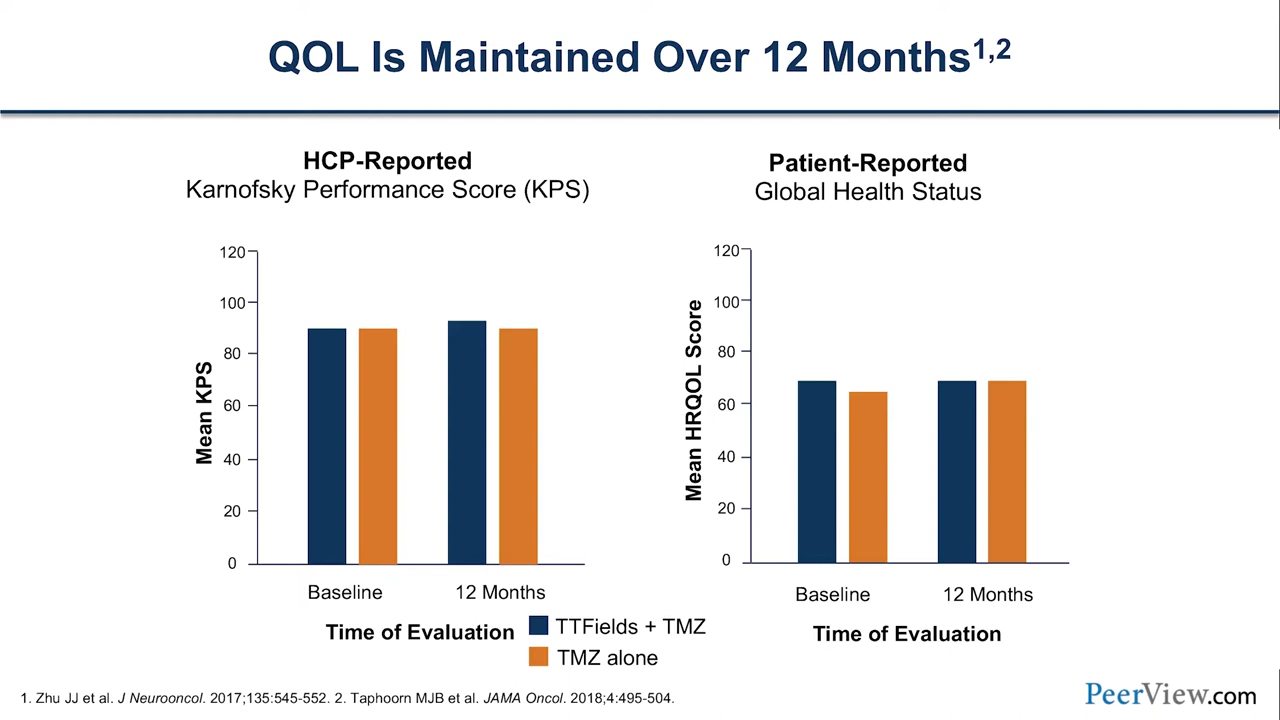 QOL Is Maintained Over 12 Months1,2
HCP-Reported
Karnofsky Performance Score (KPS)
Mean KPS
120
100
80
60
40
20
0
Baseline
12 Months
Time of Evaluation
Patient-Reported
Global Health Status
Mean HRQOL Score
120
100
80
60
40
20
0
Baseline
12 Months
Time of Evaluation
TTFields + TMZ
TMZ alone
1. Zhu JJ et al. J Neurooncol. 2017;135:545-552. 2. Taphoorn MJB et al. JAMA Oncol. 2018;4:495-504.
PeerView.com